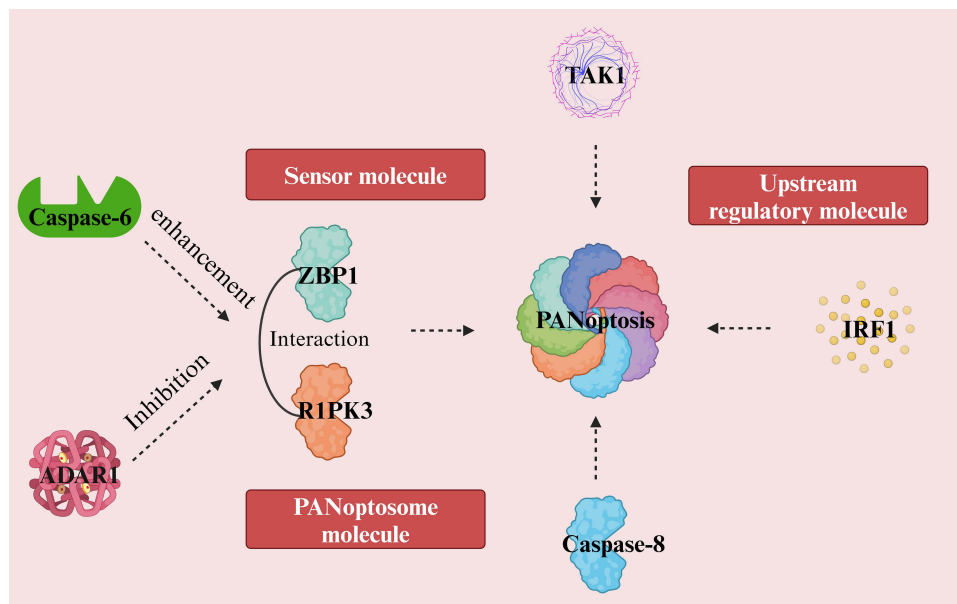 TAK1
Sensor molecule
Upstream
regulatory molecule
Caspase-6
enhancement
ZBP1
Interaction
PANoptosis
IRF1
Inhibition
R1PK3
ADAR1
PANoptosome
molecule
Caspase-8